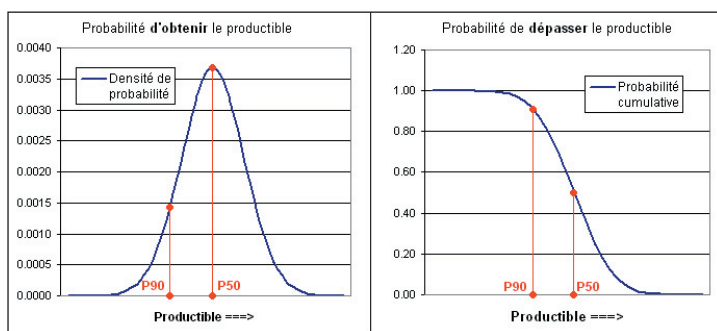 Probabilité d'obtenir le productible
0.0040
0.0035
0.0030
0.0025
0.0020
0.0015
0.0010
0.0005
0.0000
Densité de
probabilité
P90
P50
Productible ===>
Probabilité de dépasser le productible
1.20
1.00
0.80
0.60
0.40
0.20
0.00
Probabilité
cumulative
P90
P50
Productible ===>